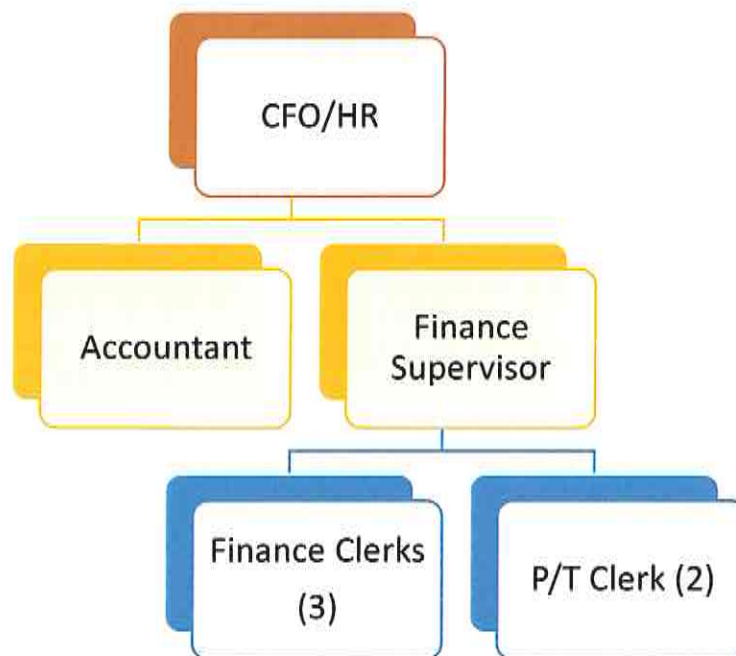 CFO/HR
Accountant
Finance
Supervisor
Finance Clerks
(3)
P/T Clerk (2)